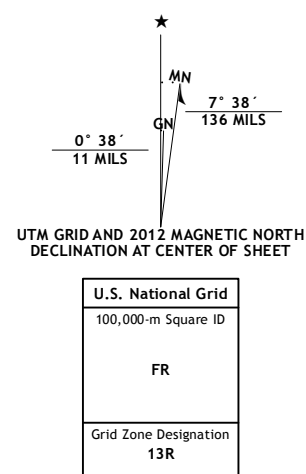 ★
MN
GN
7° 38´
136 MILS
0° 38´
11 MILS
UTM GRID AND 2012 MAGNETIC NORTH
DECLINATION AT CENTER OF SHEET
U.S. National Grid
100,000-m Square ID
FR
Grid Zone Designation
13R